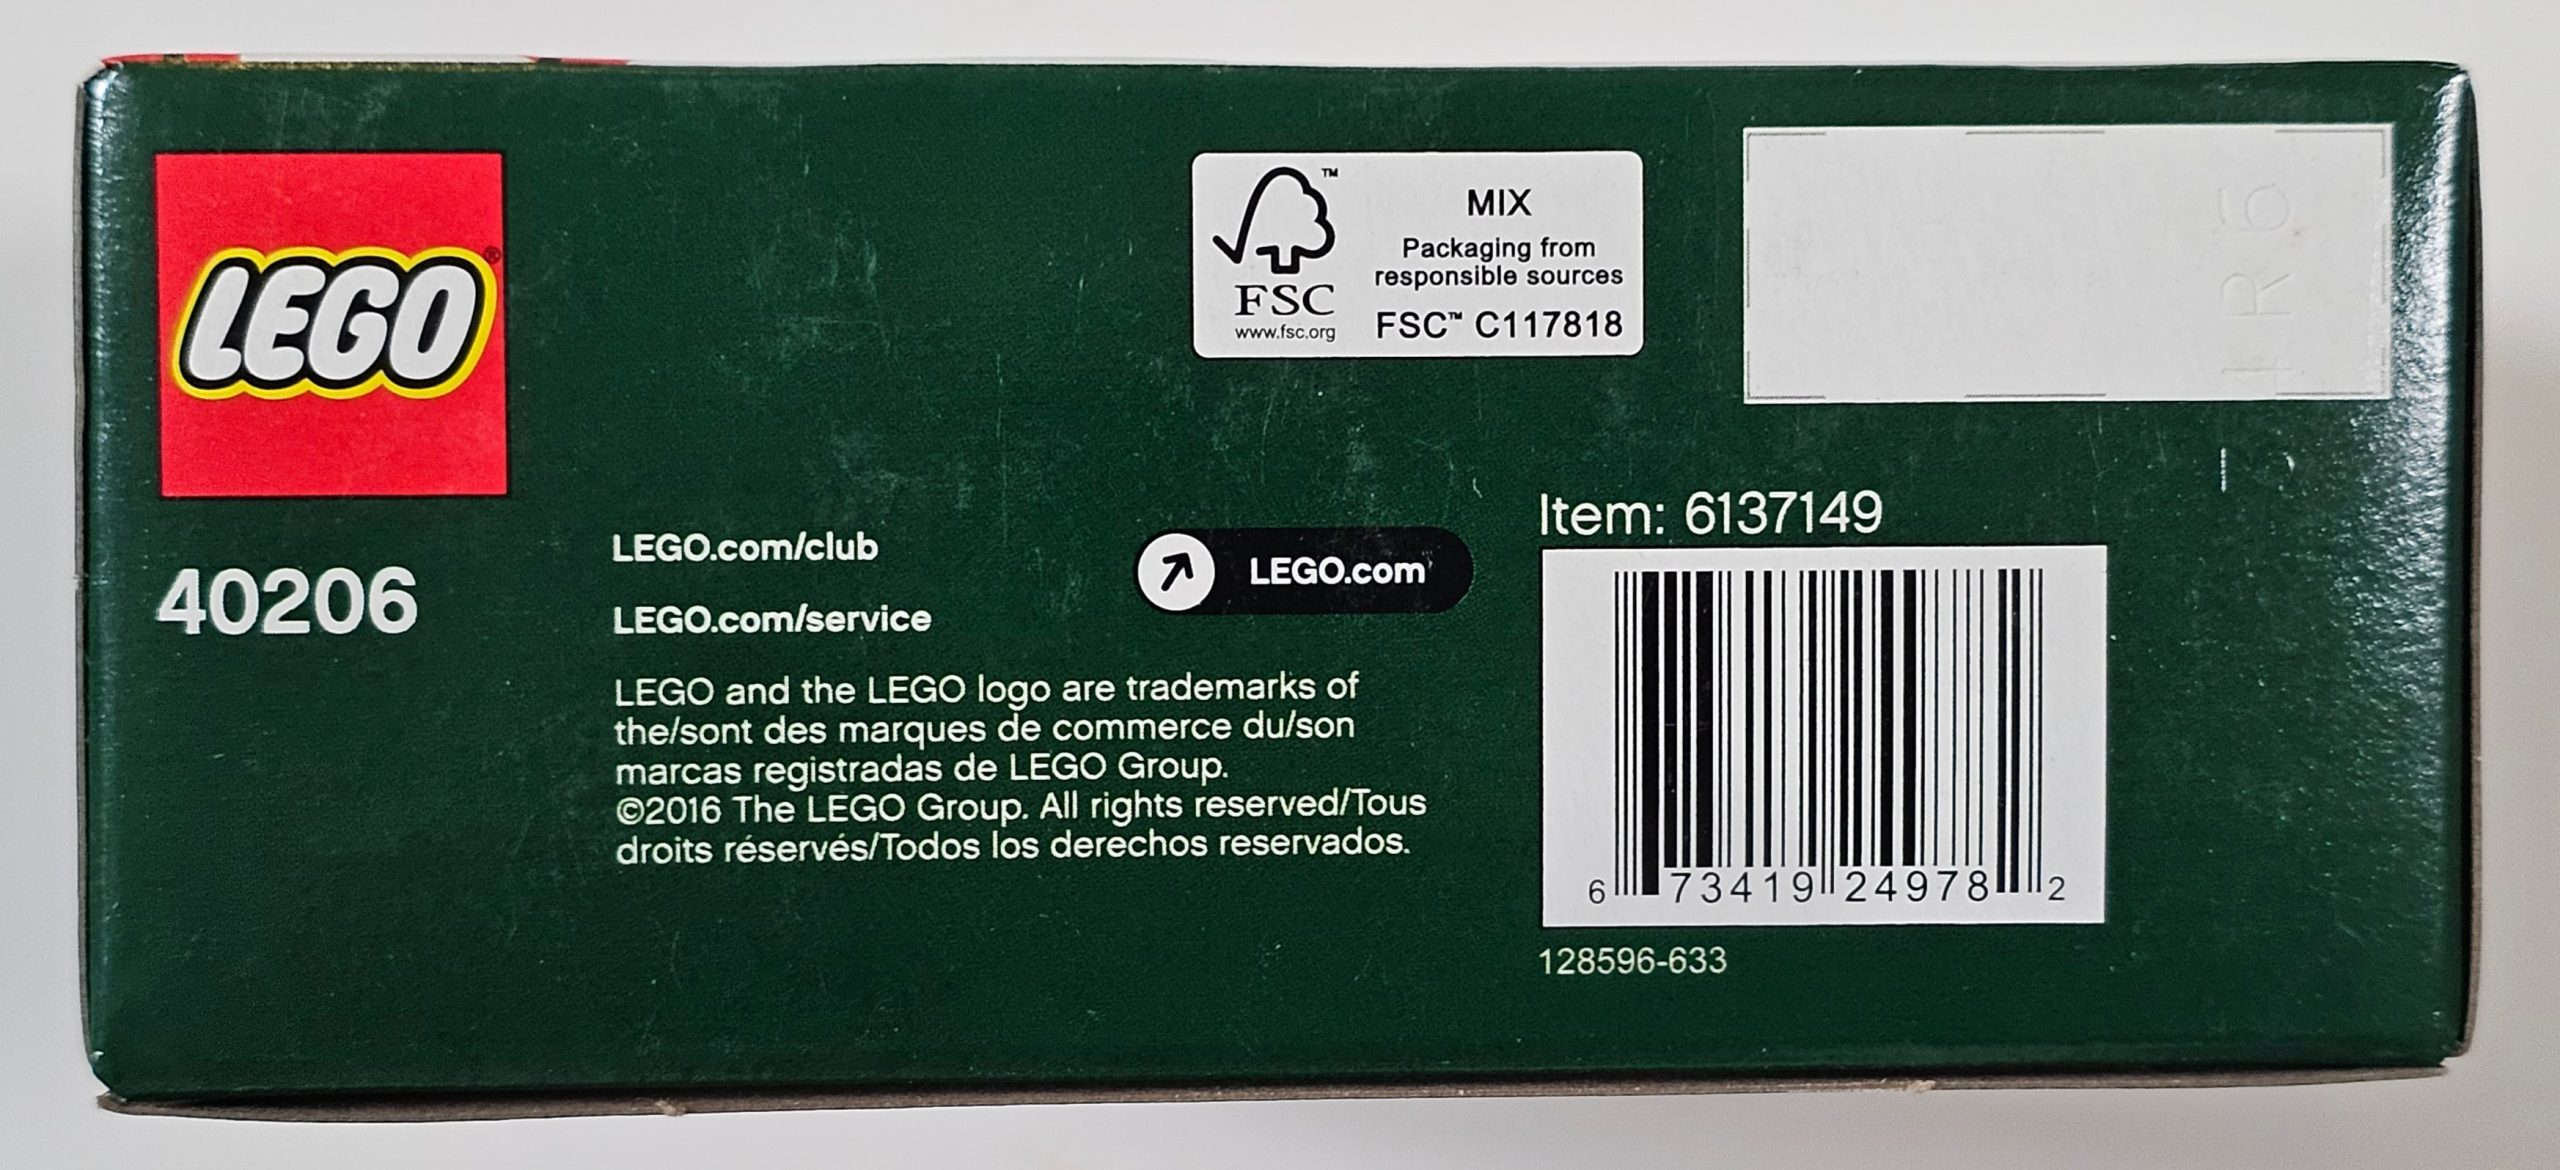 LEGO®
40206
LEGO.com/club
LEGO.com/service
LEGO and the LEGO logo are trademarks of
the/sont des marques de commerce du/son
marcas registradas de LEGO Group.
©2016 The LEGO Group. All rights reserved/Tous
droits réservés/Todos los derechos reservados.
LEGO.com
™
FSC
www.fsc.org
MIX
Packaging from
responsible sources
FSC™ C117818
Item: 6137149
6 73419 24978 2
128596-633